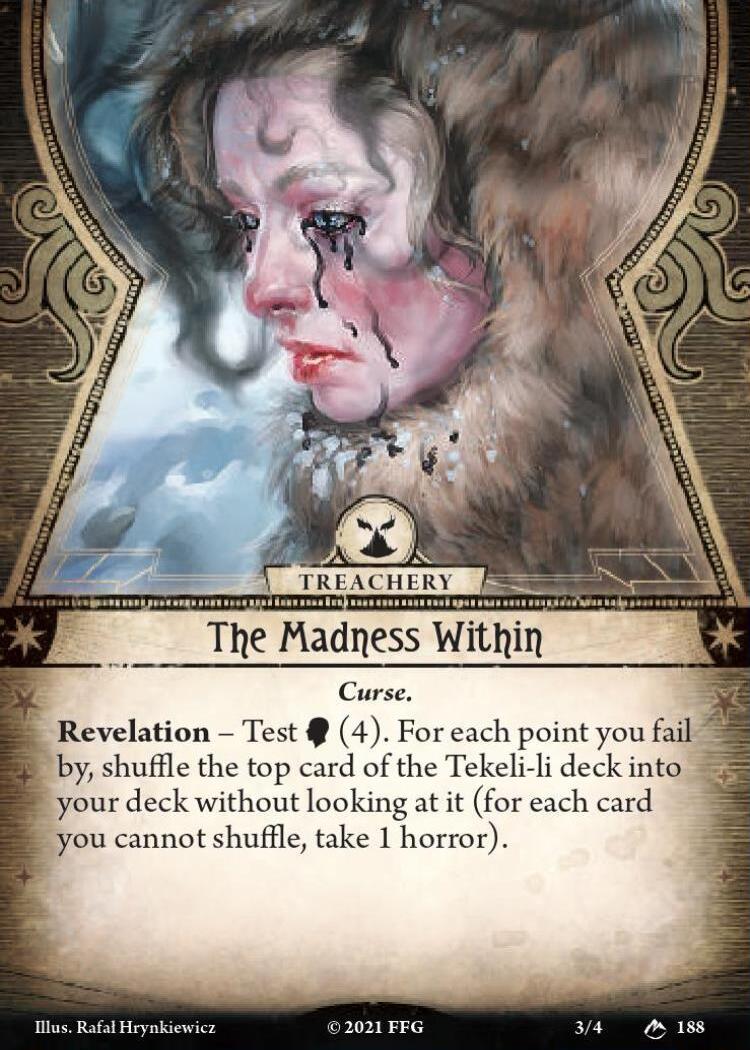 TREACHERY
The Madness Within
Curse.
Revelation – Test (4). For each point you fail
by, shuffle the top card of the Tekeli-li deck into
your deck without looking at it (for each card
you cannot shuffle, take 1 horror).
Illus. Rafał Hrynkiewicz © 2021 FFG 3/4 188